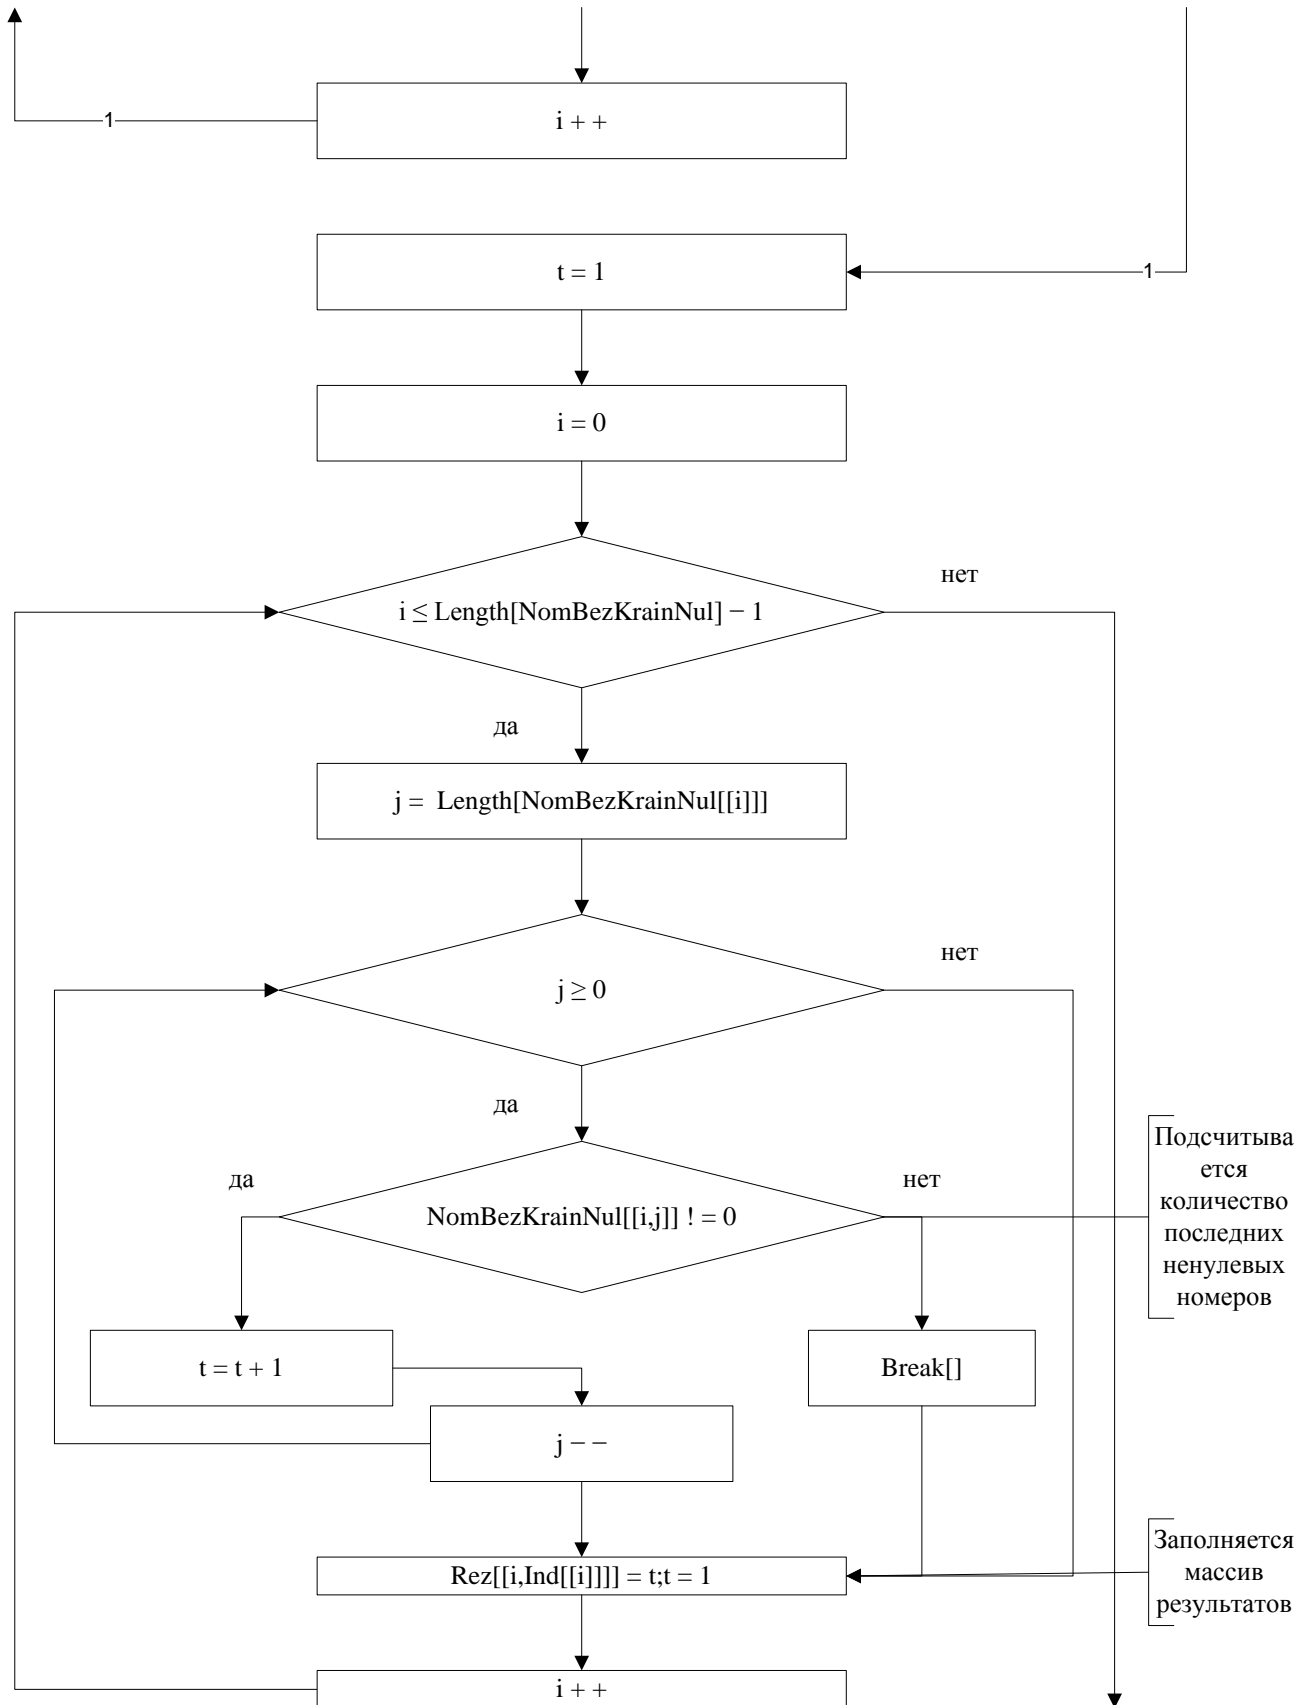 i + +
1
t = 1
1
i = 0
i ≤ Length[NomBezKrainNul] − 1
нет
да
j =  Length[NomBezKrainNul[[i]]]
j ≥ 0
нет
да
NomBezKrainNul[[i,j]] ! = 0
да
нет
Подсчитыва
ется
количество
последних
ненулевых
номеров
t = t + 1
Break[]
j − −
Rez[[i,Ind[[i]]]] = t;t = 1
Заполняется
массив
результатов
i + +